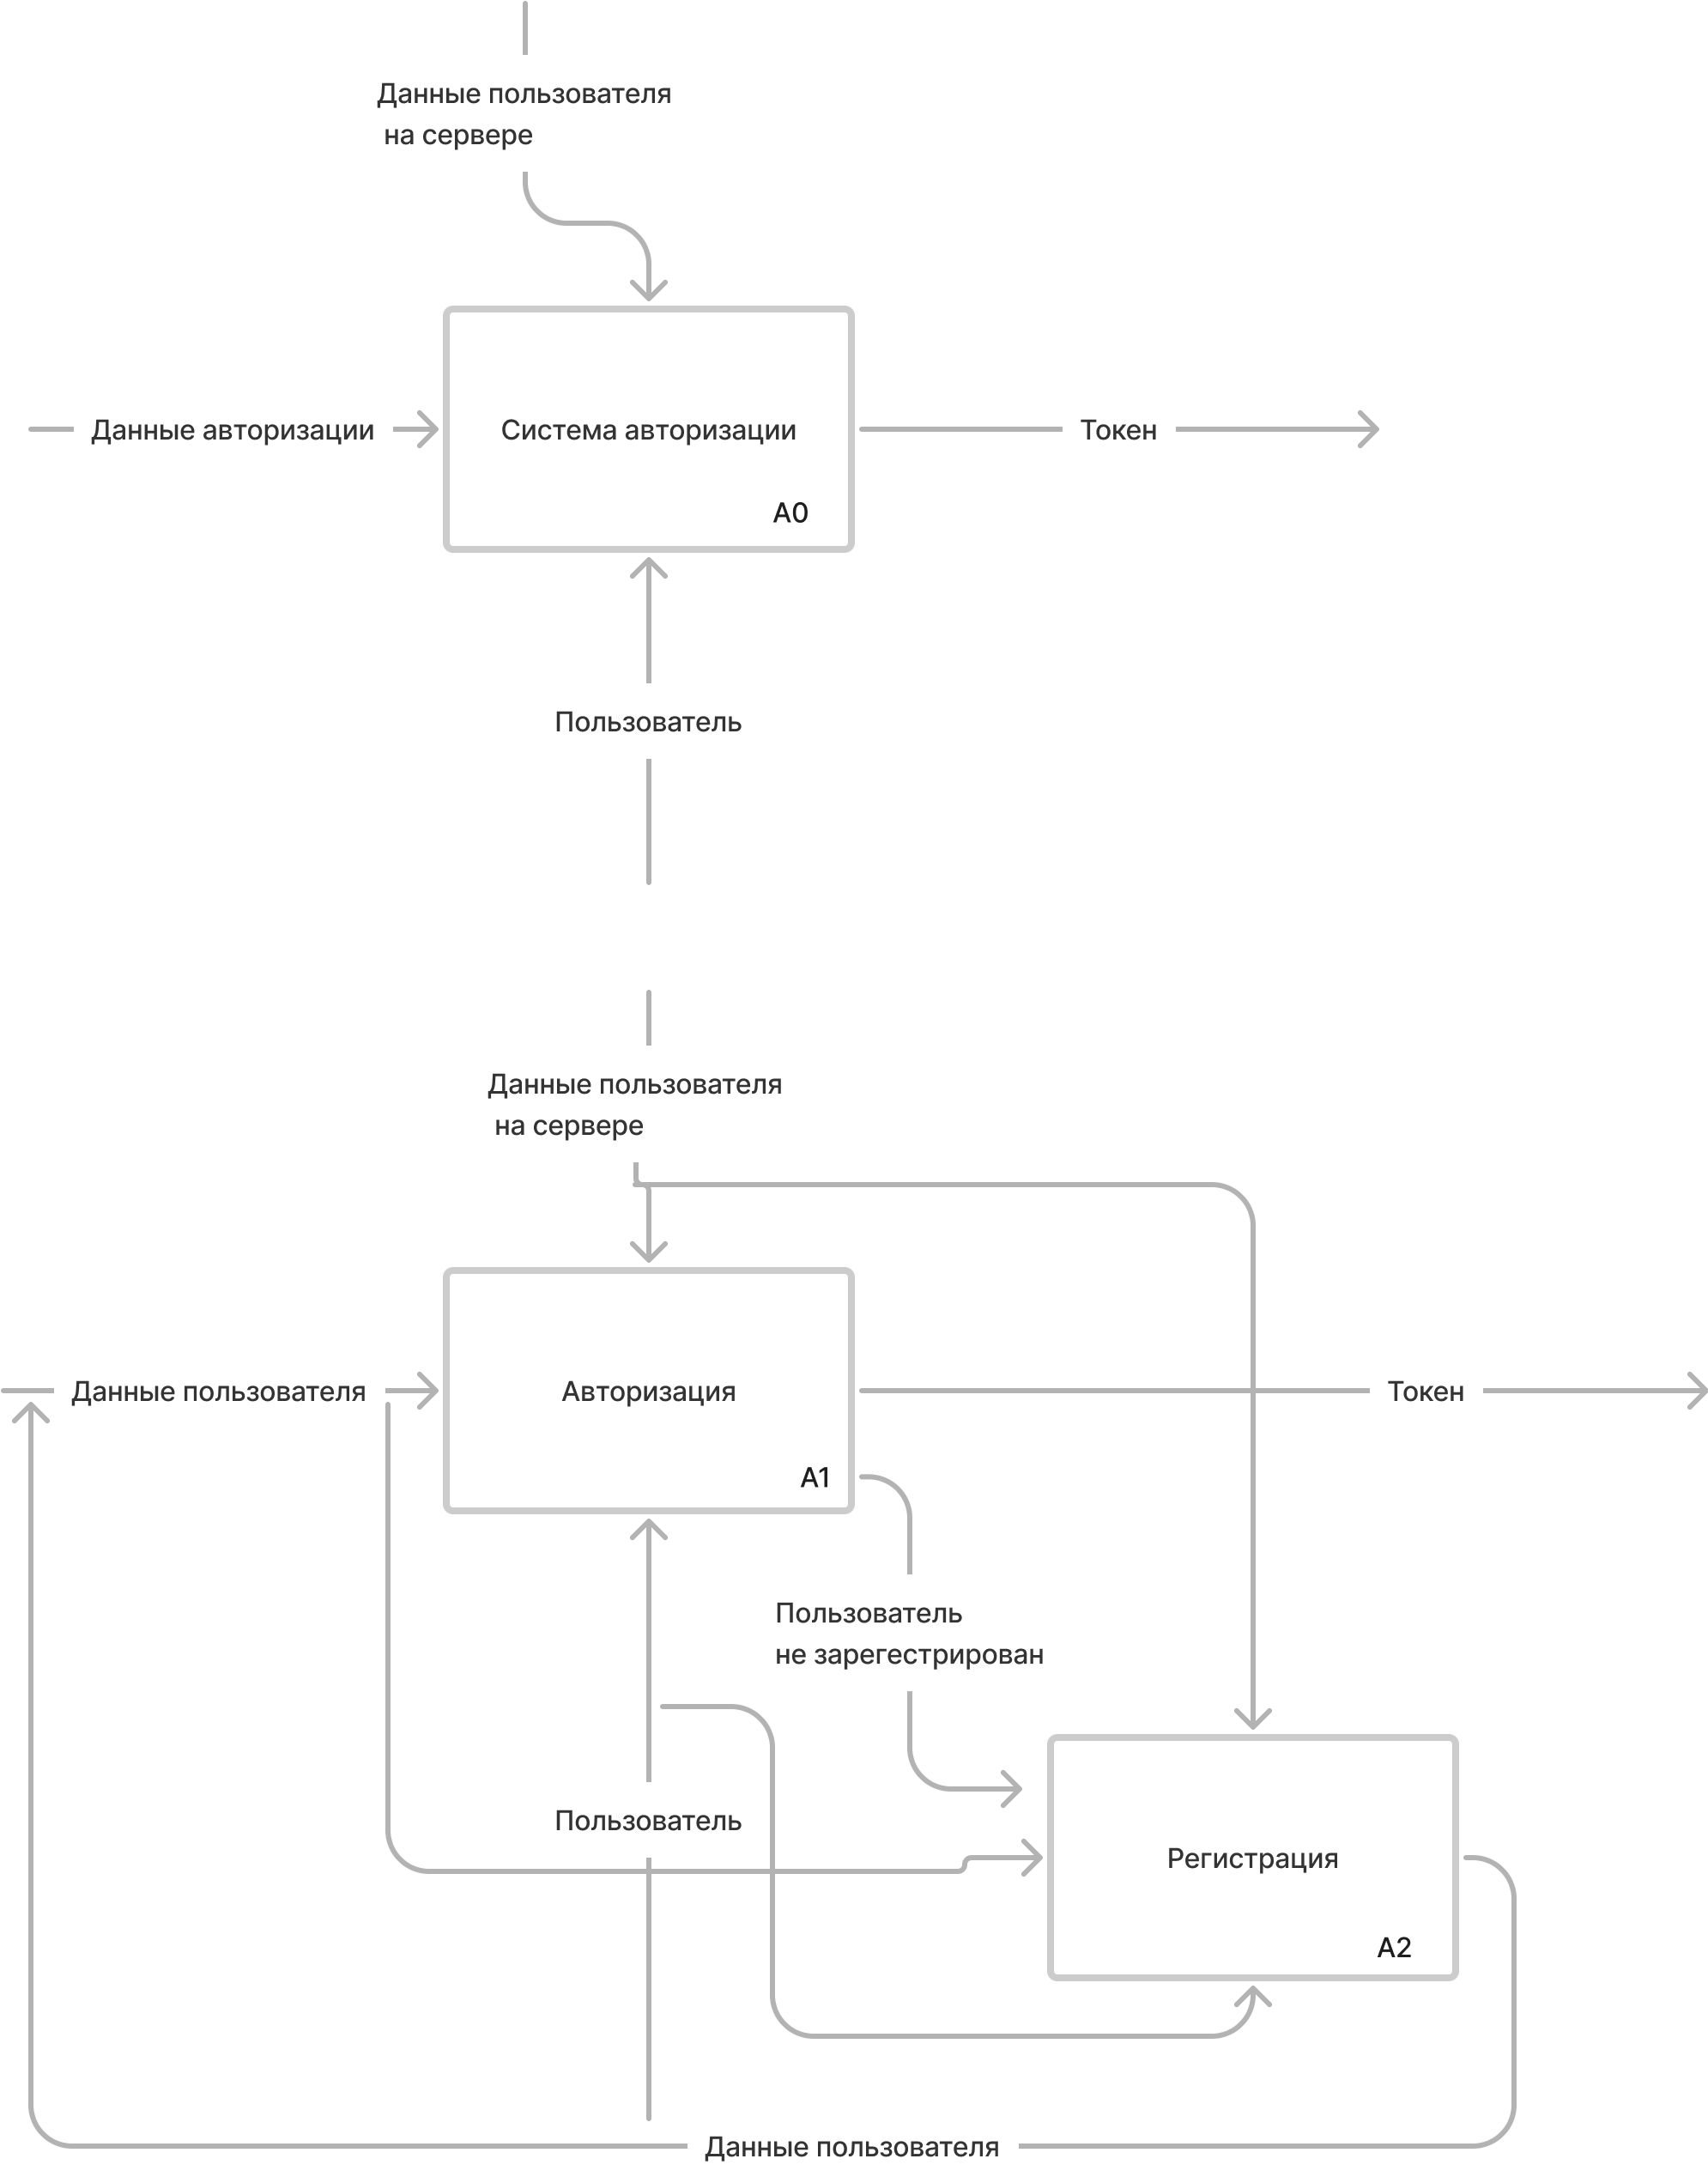 Данные пользователя
на сервере
Данные авторизации
Система авторизации
Токен
A0
Пользователь
Данные пользователя
на сервере
Данные пользователя
Авторизация
Токен
A1
Пользователь
не зарегестрирован
Пользователь
Регистрация
A2
Данные пользователя